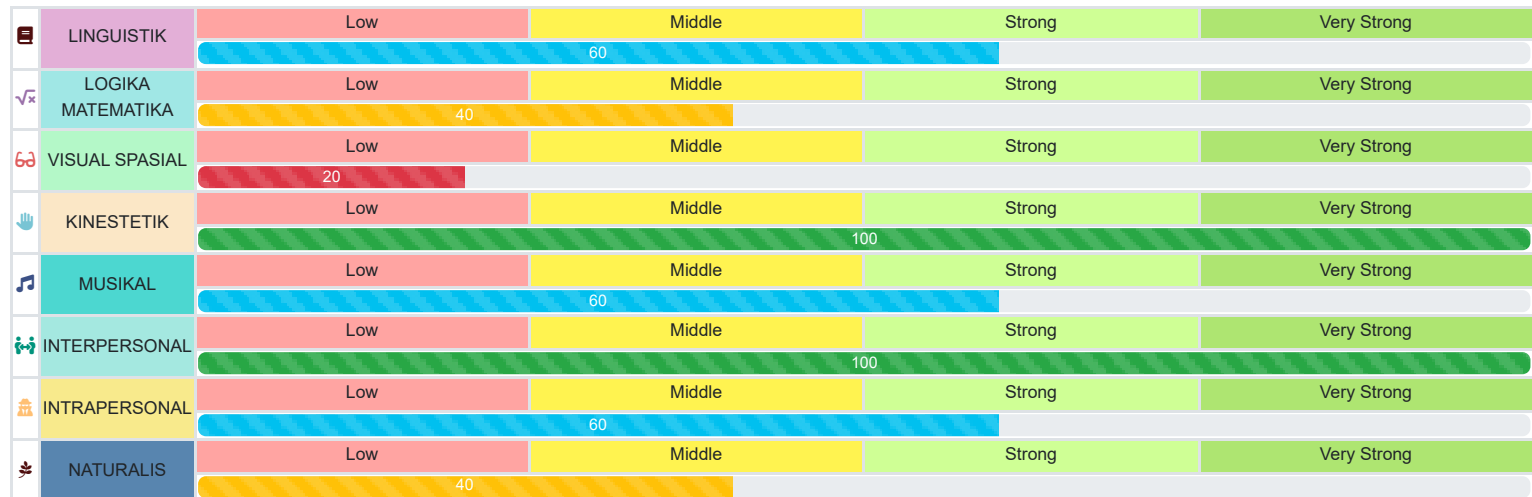 LINGUISTIK
Low Middle Strong Very Strong
60
LOGIKA
MATEMATIKA
Low Middle Strong Very Strong
40
VISUAL SPASIAL
Low Middle Strong Very Strong
20
KINESTETIK
Low Middle Strong Very Strong
100
MUSIKAL
Low Middle Strong Very Strong
60
INTERPERSONAL
Low Middle Strong Very Strong
100
INTRAPERSONAL
Low Middle Strong Very Strong
60
NATURALIS
Low Middle Strong Very Strong
40